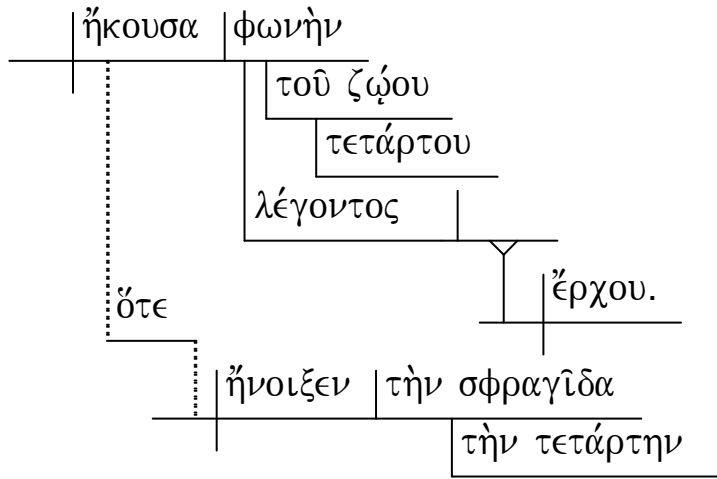 ἤκουσα φωνὴν
τοῦ ζῴου
τετάρτου
λέγοντος
ἔρχου.
ὅτε
ἤνοιξεν τὴν σφραγῖδα
τὴν τετάρτην